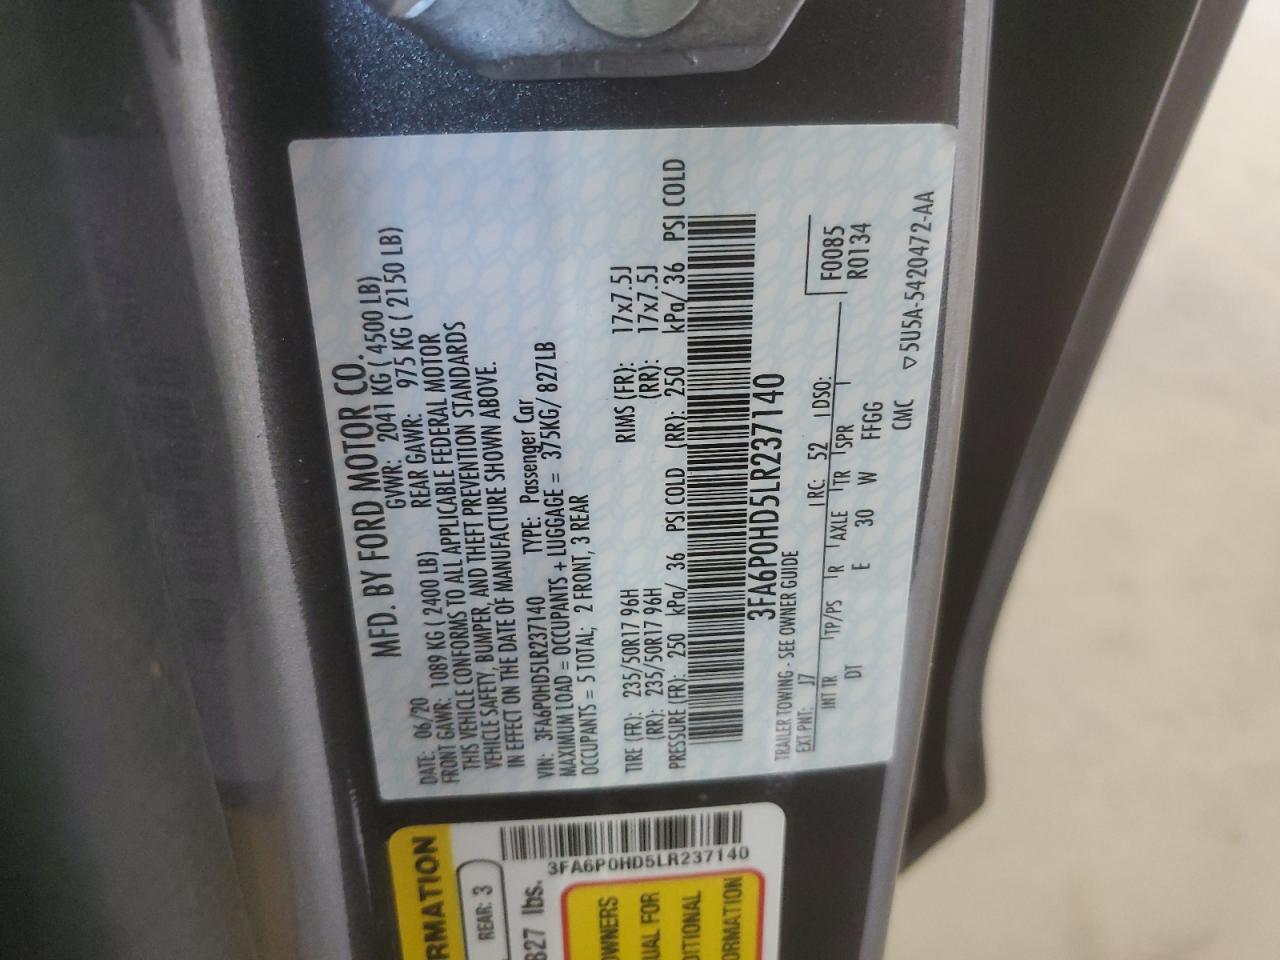 MFD. BY FORD MOTOR CO.
DATE: 06/20 GVWR: 2041 KG ( 4500 LB)
FRONT GAWR: 1089 KG ( 2400 LB) REAR GAWR: 975 KG ( 2150 LB)
THIS VEHICLE CONFORMS TO ALL APPLICABLE FEDERAL MOTOR
VEHICLE SAFETY, BUMPER, AND THEFT PREVENTION STANDARDS
IN EFFECT ON THE DATE OF MANUFACTURE SHOWN ABOVE.
VIN: 3FA6P0HD5LR237140 TYPE: Passenger Car
MAXIMUM LOAD = OCCUPANTS + LUGGAGE = 375KG/ 827LB
OCCUPANTS = 5 TOTAL; 2 FRONT, 3 REAR
TIRE (FR): 235/50R17 96H RIMS (FR): 17x7.5J
(RR): 235/50R17 96H (RR): 17x7.5J
PRESSURE (FR): 250 kPa/ 36 PSI COLD (RR): 250 kPa/ 36 PSI COLD
3FA6P0HD5LR237140
TRAILER TOWING - SEE OWNER GUIDE
EXT PNT: J7 RC: 52 DSO: F0085
INT TR TP/PS R AXLE TR SPR R0134
DT E 30 W FFGG
CMC ▽5U5A-5420472-AA
RMATION
REAR: 3
827 lbs.
3FA6P0HD5LR237140
OWNERS
UAL FOR
DITIONAL
ORMATION